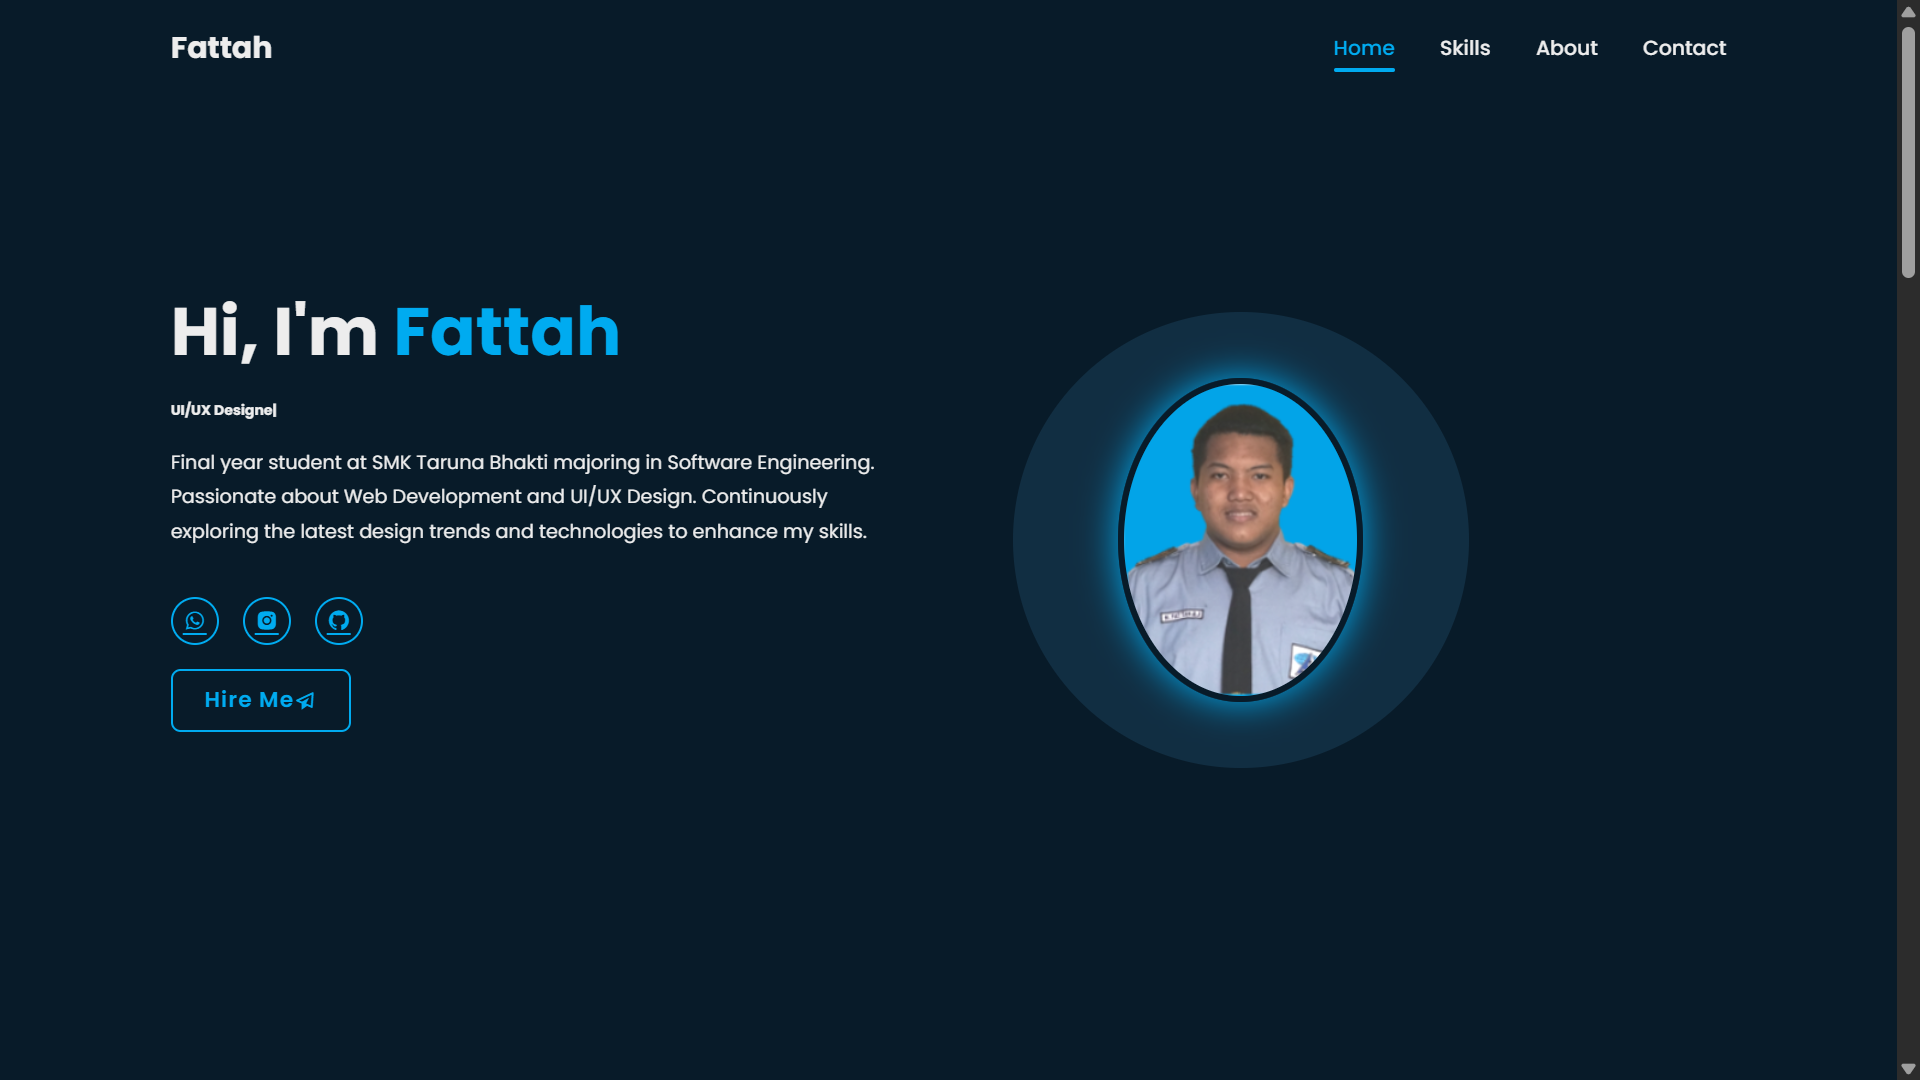 Fattah
Home Skills About Contact
Hi, I'm Fattah
UI/UX Designe|
Final year student at SMK Taruna Bhakti majoring in Software Engineering.
Passionate about Web Development and UI/UX Design. Continuously
exploring the latest design trends and technologies to enhance my skills.
Hire Me